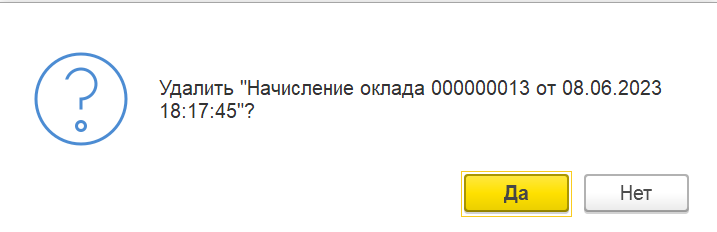 Удалить "Начисление оклада 000000013 от 08.06.2023
18:17:45"?
Да Нет